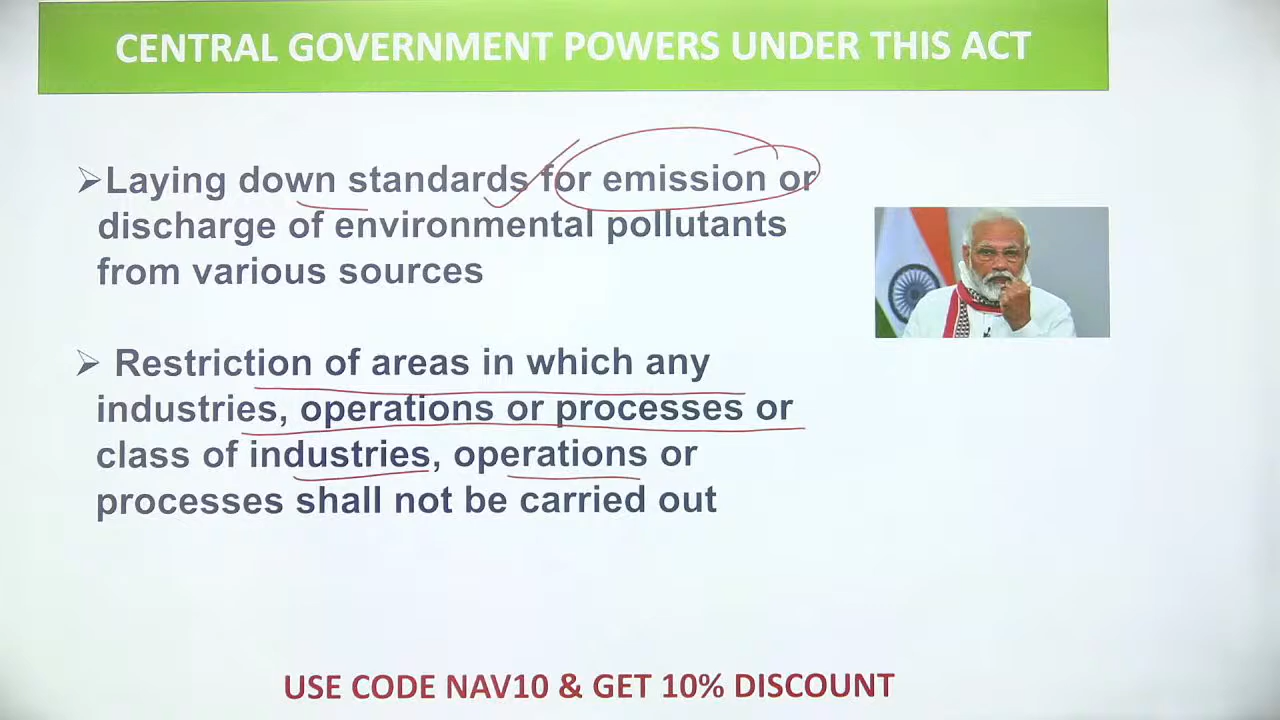 CENTRAL GOVERNMENT POWERS UNDER THIS ACT
➢Laying down standards for emission or
discharge of environmental pollutants
from various sources
➢ Restriction of areas in which any
industries, operations or processes or
class of industries, operations or
processes shall not be carried out
USE CODE NAV10 & GET 10% DISCOUNT